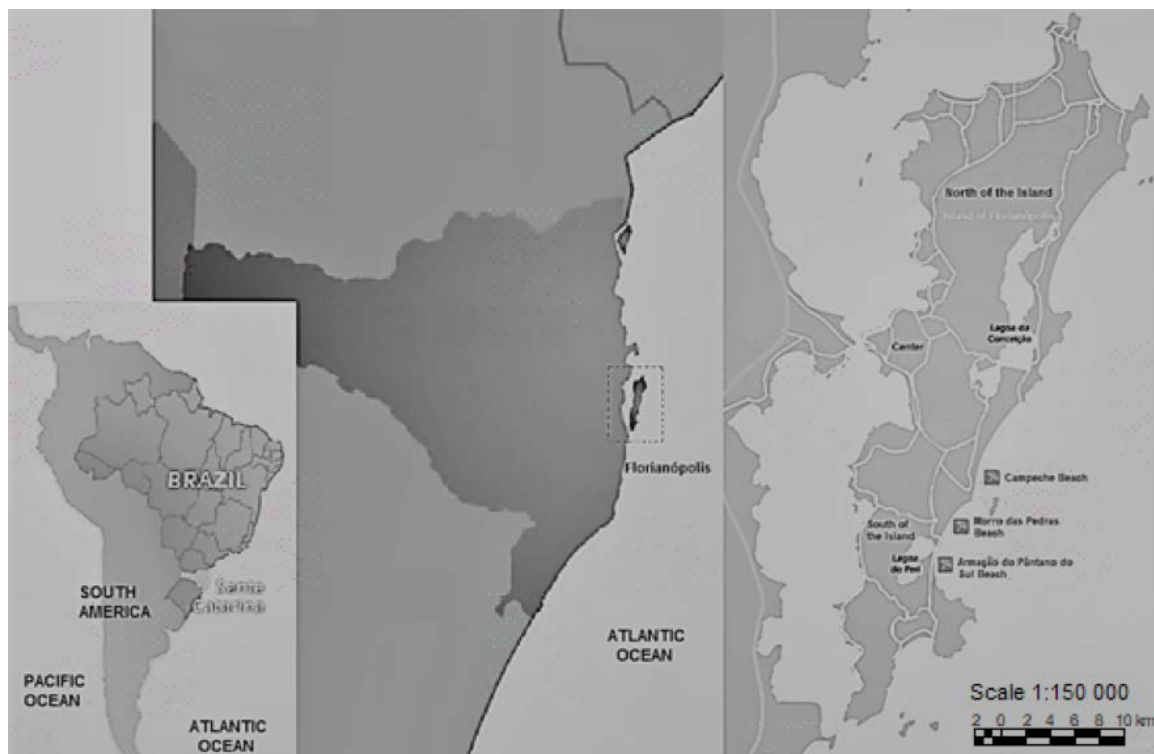 BRAZIL
SOUTH
AMERICA
PACIFIC
OCEAN
ATLANTIC
OCEAN
Florianópolis
ATLANTIC
OCEAN
North of the Island
Island of Florianópolis
Lagoa da
Conceição
Center
Campeche Beach
South of
the Island
Morro das Pedras
Beach
Lagoa do Peri
Armação do Pântano do
Sul Beach
Scale 1:150 000
2 0 2 4 6 8 10 km